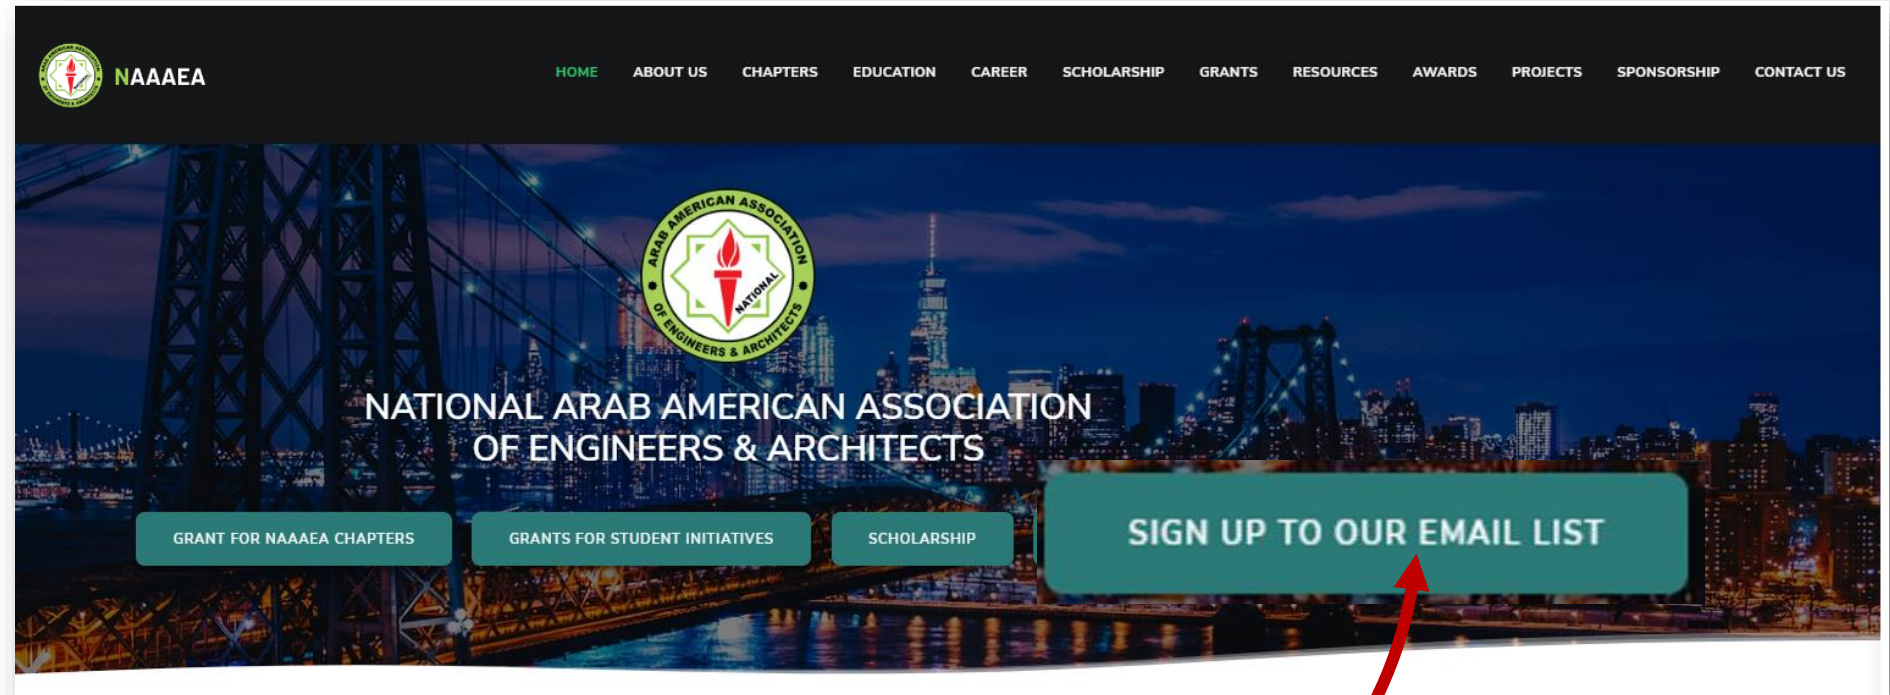 NAAAEA
HOME ABOUT US CHAPTERS EDUCATION CAREER SCHOLARSHIP GRANTS RESOURCES AWARDS PROJECTS SPONSORSHIP CONTACT US
ARAB AMERICAN ASSOCIATION
NATIONAL
OF ENGINEERS & ARCHITECTS
NATIONAL ARAB AMERICAN ASSOCIATION
OF ENGINEERS & ARCHITECTS
GRANT FOR NAAAEA CHAPTERS
GRANTS FOR STUDENT INITIATIVES
SCHOLARSHIP
SIGN UP TO OUR EMAIL LIST